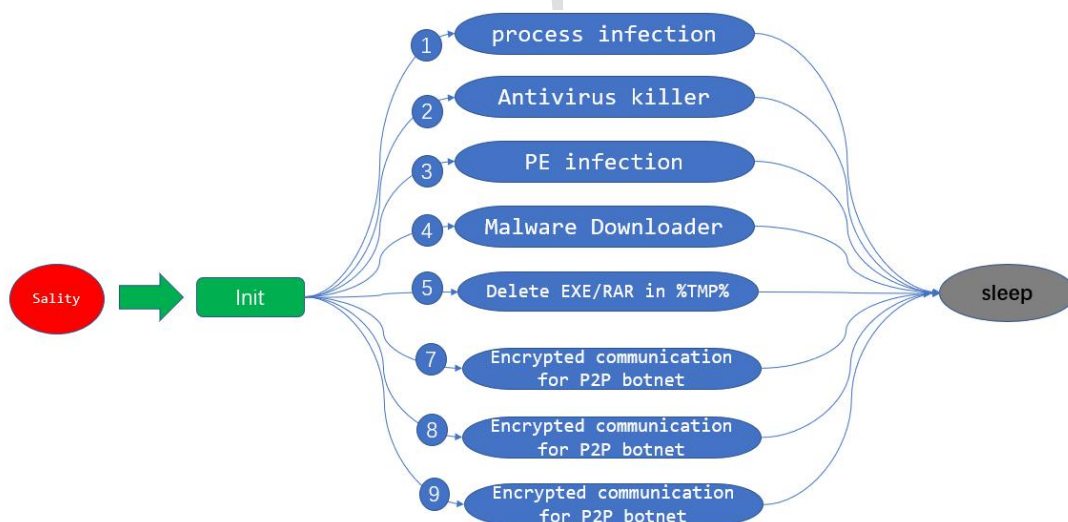 1
process infection
2
Antivirus killer
3
PE infection
4
Malware Downloader
Sality
Init
5
Delete EXE/RAR in %TMP%
sleep
7
Encrypted communication
for P2P botnet
8
Encrypted communication
for P2P botnet
9
Encrypted communication
for P2P botnet